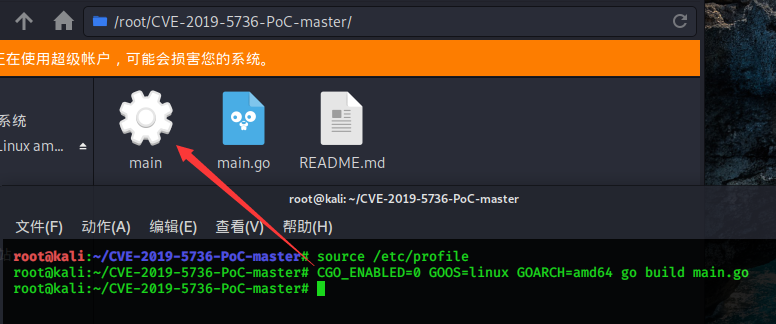 /root/CVE-2019-5736-PoC-master/
正在使用超级帐户，可能会损害您的系统。
系统
Linux am...
main
main.go
README.md
root@kali:~/CVE-2019-5736-PoC-master
文件(F) 动作(A) 编辑(E) 查看(V) 帮助(H)
root@kali:~/CVE-2019-5736-PoC-master# source /etc/profile
root@kali:~/CVE-2019-5736-PoC-master# CGO_ENABLED=0 GOOS=linux GOARCH=amd64 go build main.go
root@kali:~/CVE-2019-5736-PoC-master#